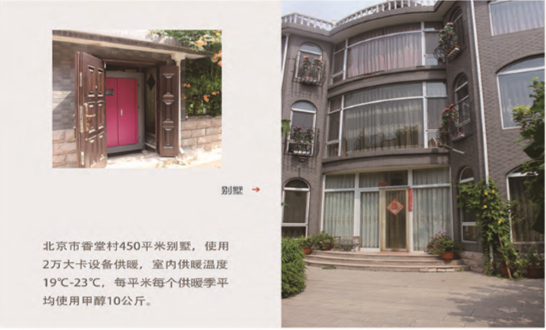 别墅 →
北京市香堂村450平米别墅，使用
2万大卡设备供暖，室内供暖温度
19℃-23℃，每平米每个供暖季平
均使用甲醇10公斤。